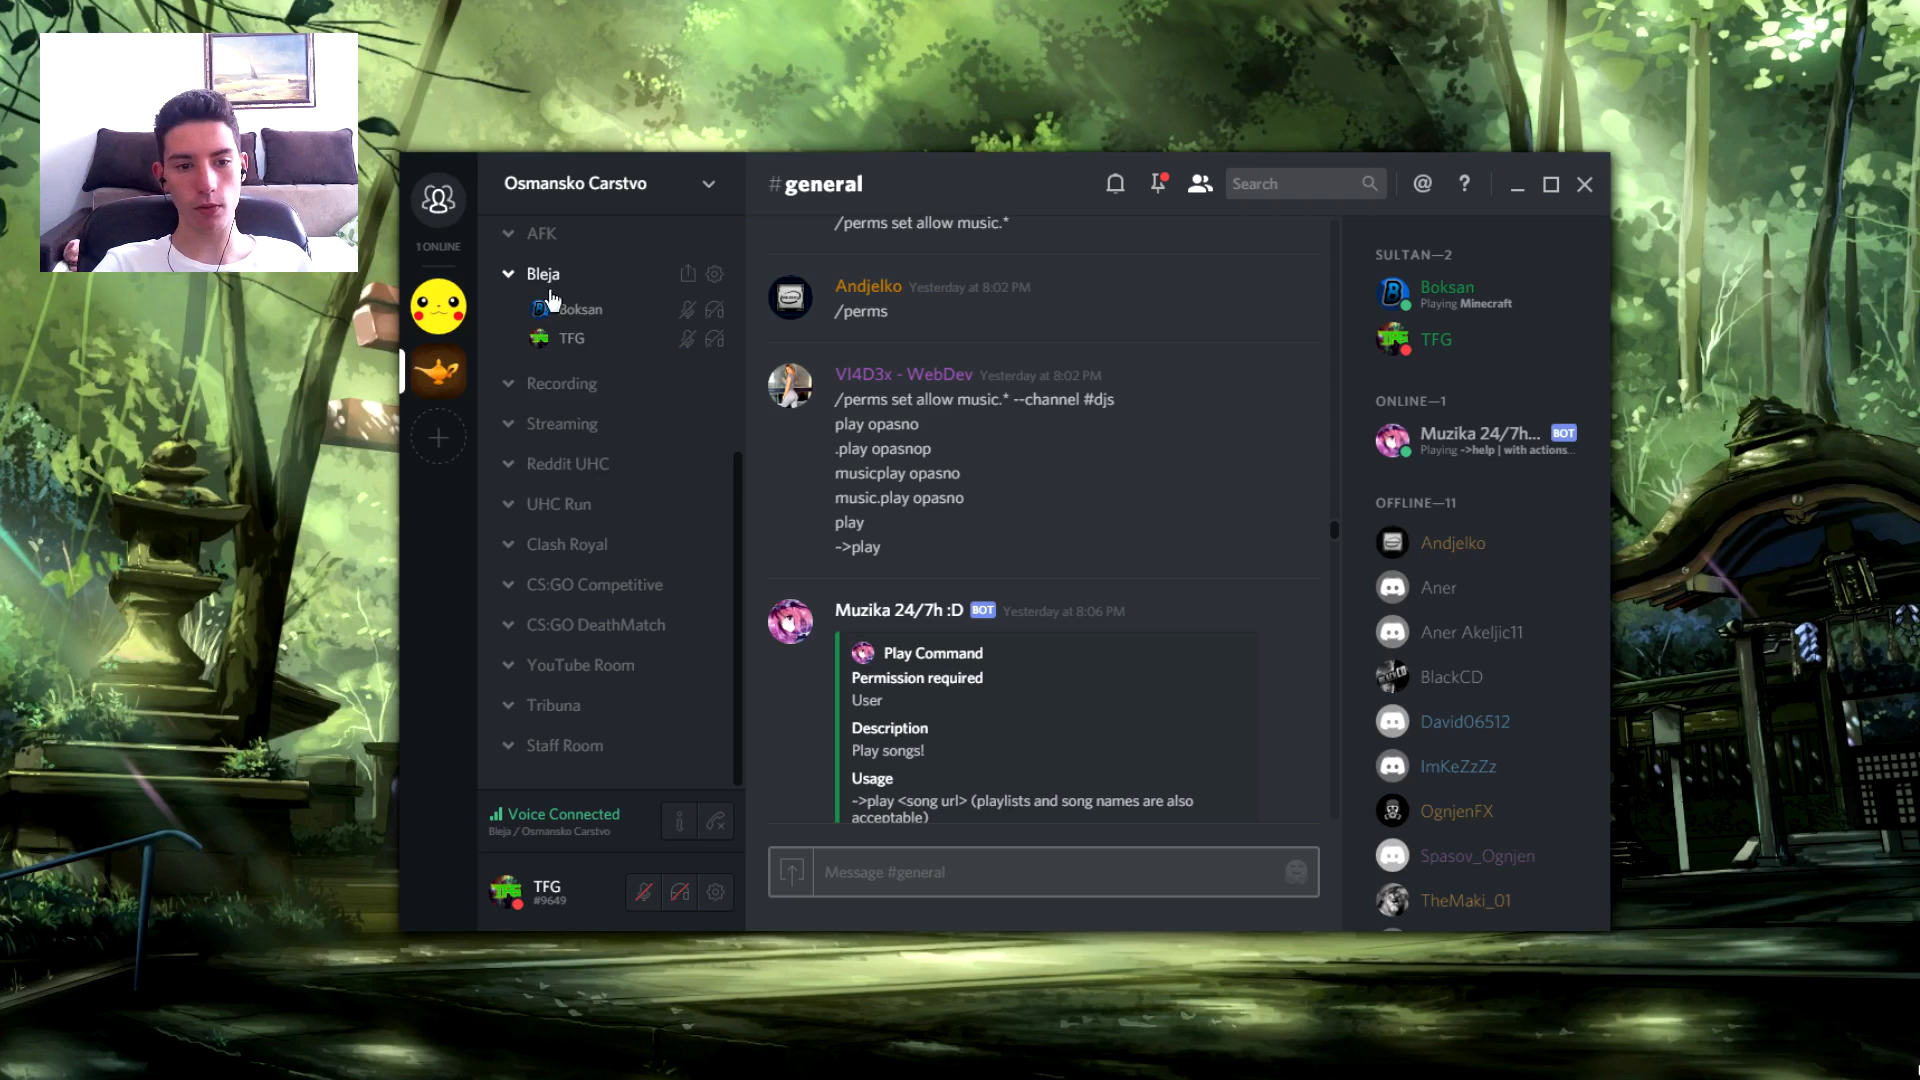 1 ONLINE
Osmansko Carstvo
AFK
Bleja
Boksan
TFG
Recording
Streaming
Reddit UHC
UHC Run
Clash Royal
CS:GO Competitive
CS:GO DeathMatch
YouTube Room
Tribuna
Staff Room
Voice Connected
Bleja / Osmansko Carstvo
TFG
#9649
#general
Search
@ ?
/perms set allow music.*
Andjelko Yesterday at 8:02 PM
/perms
Vl4D3x - WebDev Yesterday at 8:02 PM
/perms set allow music.* --channel #djs
play opasno
.play opasnop
musicplay opasno
music.play opasno
play
->play
Muzika 24/7h :D BOT Yesterday at 8:06 PM
Play Command
Permission required
User
Description
Play songs!
Usage
->play <song url> (playlists and song names are also
acceptable)
Message #general
SULTAN—2
Boksan
Playing Minecraft
TFG
ONLINE—1
Muzika 24/7h... BOT
Playing ->help | with actions...
OFFLINE—11
Andjelko
Aner
Aner Akeljic11
BlackCD
David06512
ImKeZzZz
OgnjenFX
Spasov_Ognjen
TheMaki_01